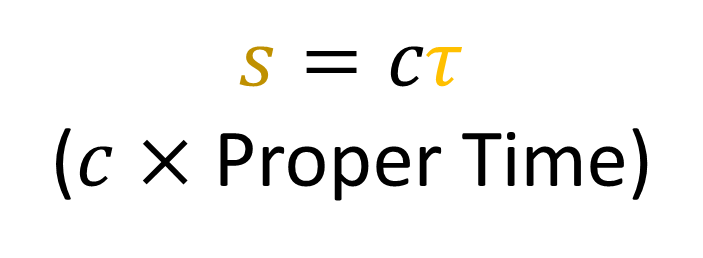 s = cτ
(c × Proper Time)